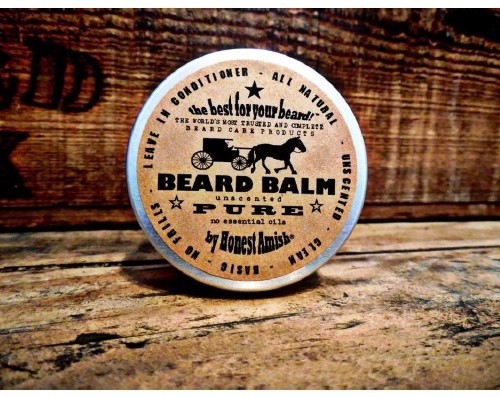 LEAVE IN CONDITIONER - ALL NATURAL - UNSCENTED - CLEAN - BASIC - NO FRILLS -
the best for your beard!
THE WORLD'S MOST TRUSTED AND COMPLETE
BEARD CARE PRODUCTS
BEARD BALM
unscented
PURE
no essential oils
by Honest Amish®